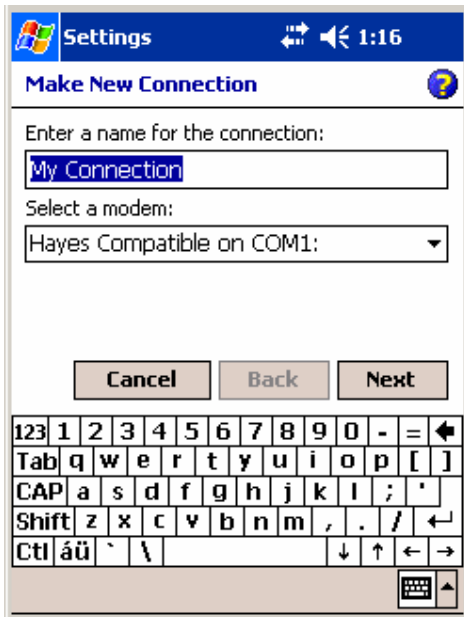 Settings 1:16
Make New Connection ?
Enter a name for the connection:
My Connection
Select a modem:
Hayes Compatible on COM1:
Cancel Back Next
123 1 2 3 4 5 6 7 8 9 0 - =
Tab q w e r t y u i o p [ ]
CAP a s d f g h j k l ; '
Shift z x c v b n m , . /
Ctl áü ` \ ↓ ↑ ← →